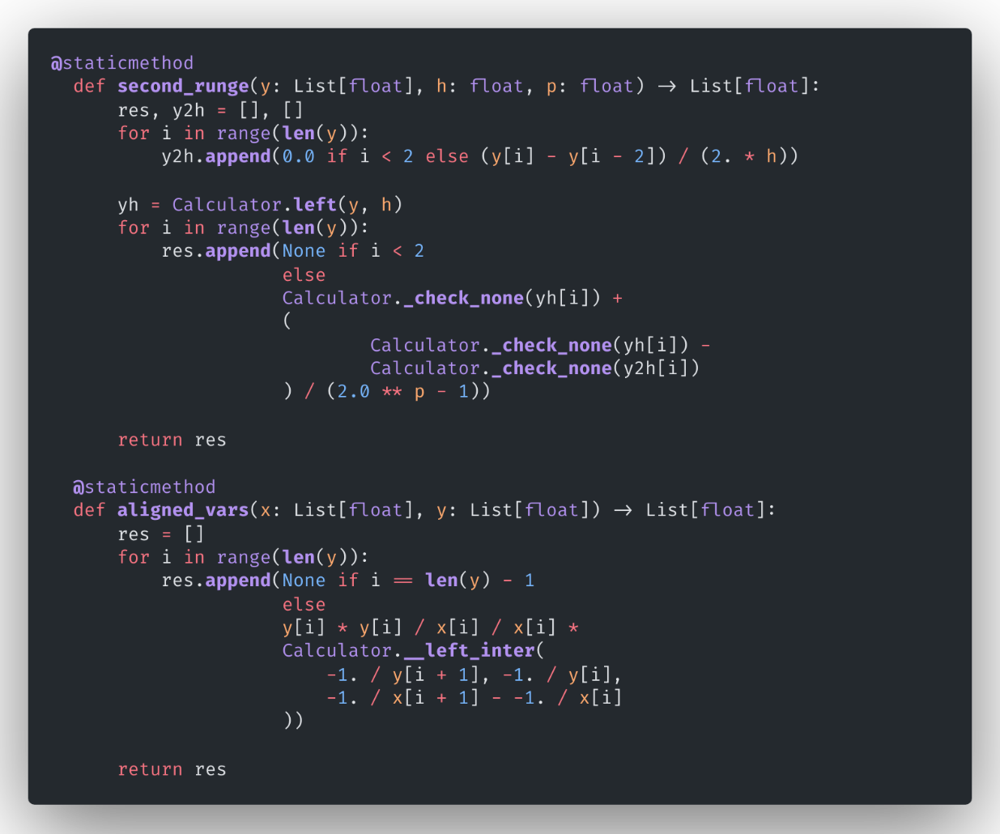 @staticmethod
  def second_runge(y: List[float], h: float, p: float) -> List[float]:
      res, y2h = [], []
      for i in range(len(y)):
          y2h.append(0.0 if i < 2 else (y[i] - y[i - 2]) / (2. * h))

      yh = Calculator.left(y, h)
      for i in range(len(y)):
          res.append(None if i < 2
                     else
                     Calculator._check_none(yh[i]) +
                     (
                             Calculator._check_none(yh[i]) -
                             Calculator._check_none(y2h[i])
                     ) / (2.0 ** p - 1))

      return res

  @staticmethod
  def aligned_vars(x: List[float], y: List[float]) -> List[float]:
      res = []
      for i in range(len(y)):
          res.append(None if i == len(y) - 1
                     else
                     y[i] * y[i] / x[i] / x[i] *
                     Calculator.__left_inter(
                         -1. / y[i + 1], -1. / y[i],
                         -1. / x[i + 1] - -1. / x[i]
                     ))

      return res